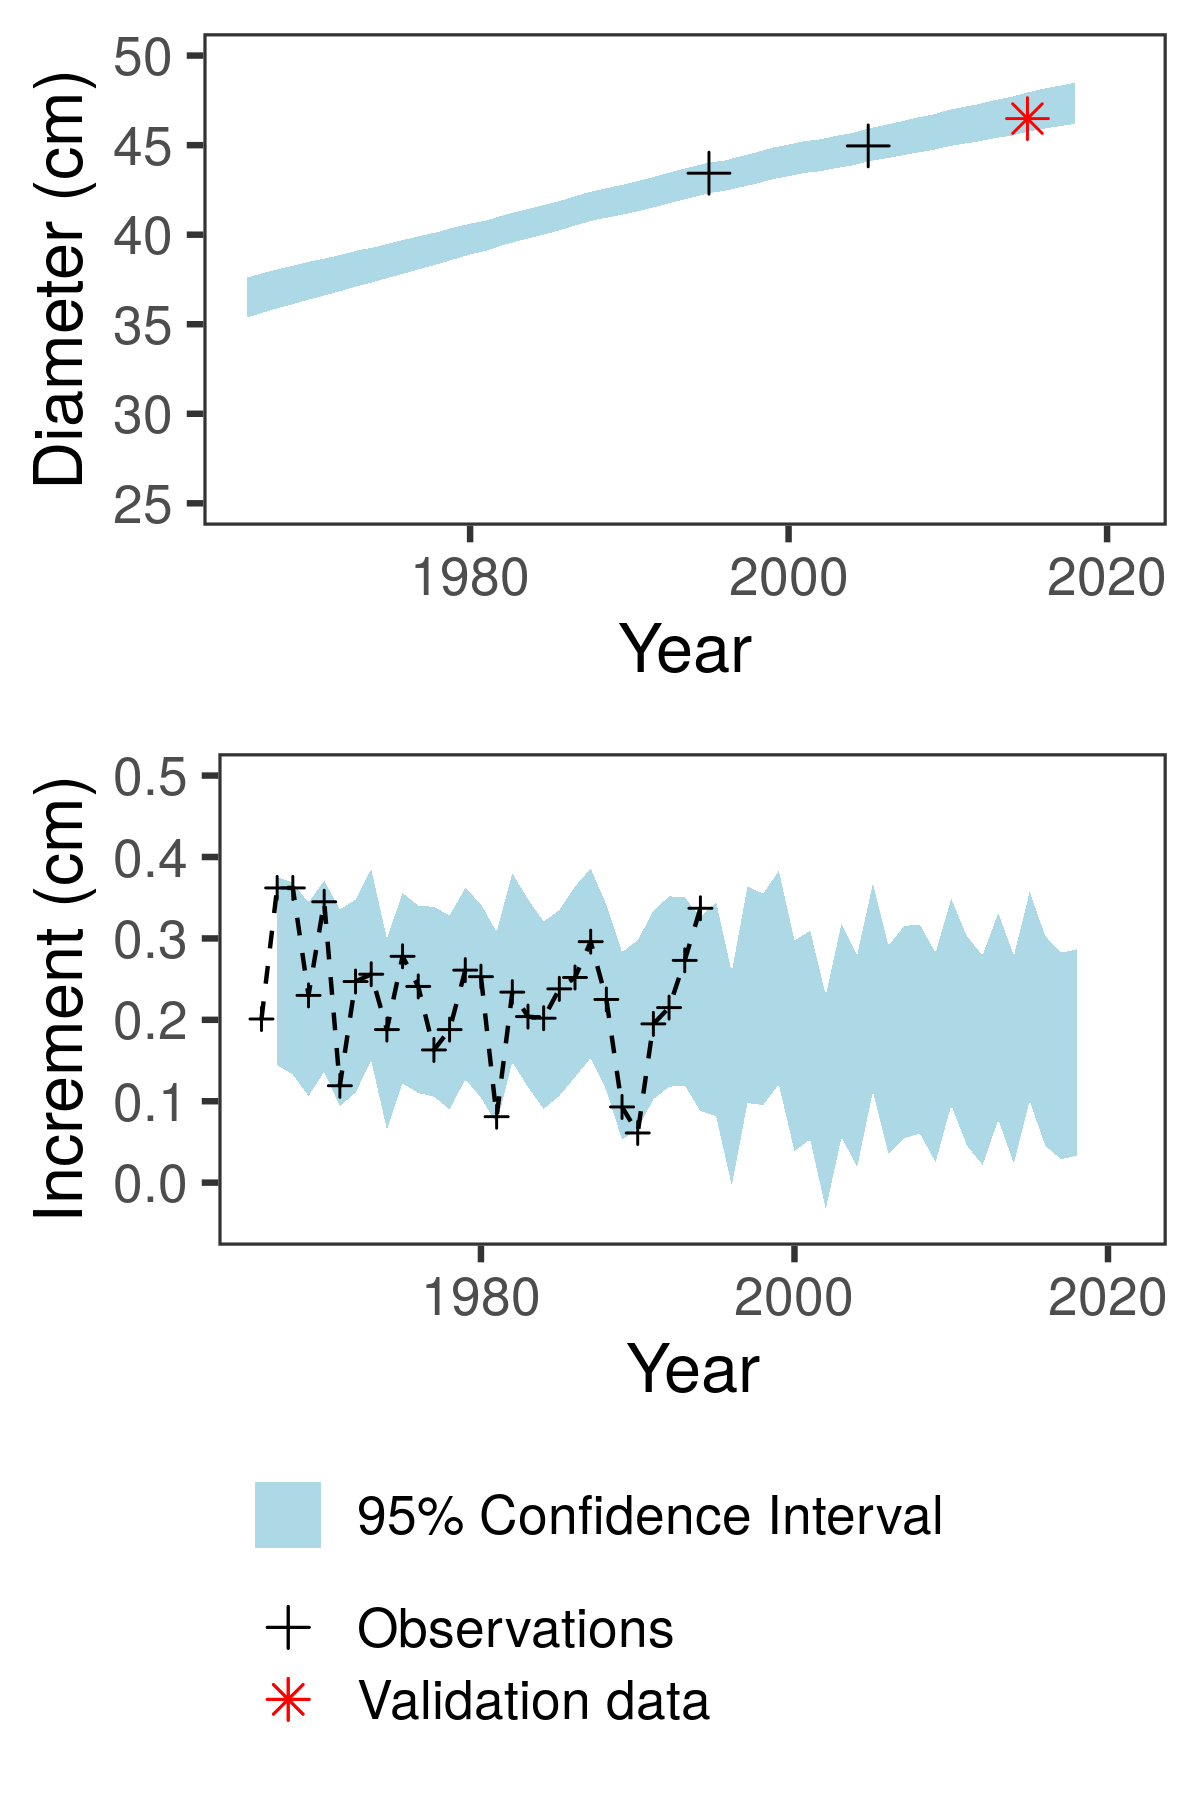 50
45
40
35
30
25
Diameter (cm)
1980 2000 2020
Year
0.5
0.4
0.3
0.2
0.1
0.0
Increment (cm)
1980 2000 2020
Year
95% Confidence Interval
Observations
Validation data